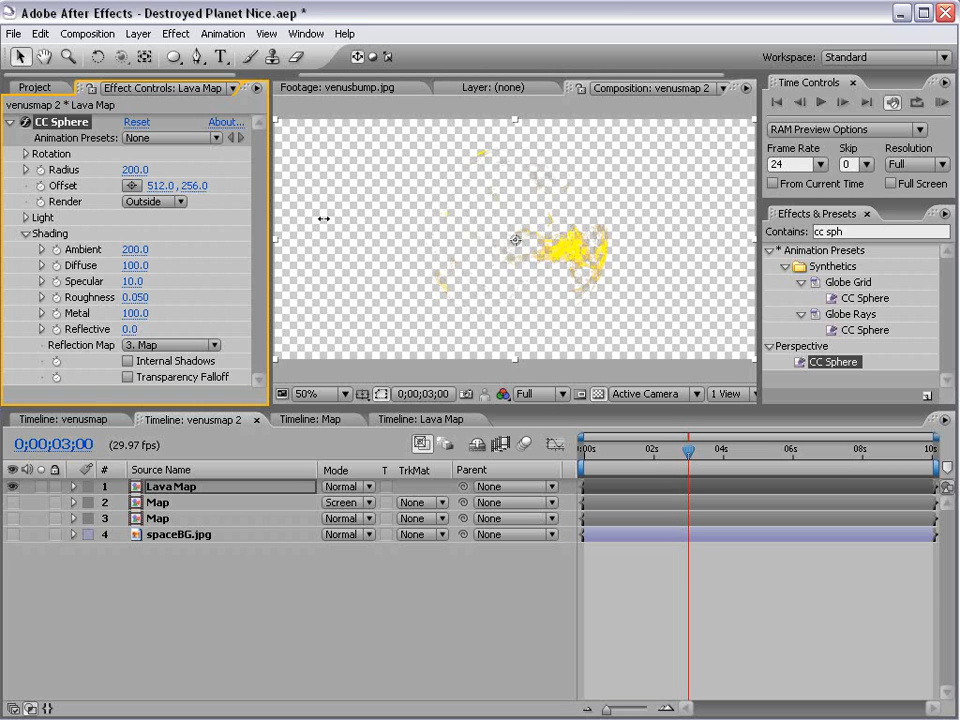 Adobe After Effects - Destroyed Planet Nice.aep *
File Edit Composition Layer Effect Animation View Window Help
Workspace: Standard
Project Effect Controls: Lava Map
Footage: venusbump.jpg Layer: (none) Composition: venusmap 2
Time Controls x
venusmap 2 * Lava Map
CC Sphere Reset About...
Animation Presets: None
Rotation
Radius 200.0
Offset 512.0, 256.0
Render Outside
Light
Shading
Ambient 200.0
Diffuse 100.0
Specular 10.0
Roughness 0.050
Metal 100.0
Reflective 0.0
Reflection Map 3. Map
Internal Shadows
Transparency Falloff
50% 0;00;03;00 Full Active Camera 1 View
RAM Preview Options
Frame Rate Skip Resolution
24 0 Full
From Current Time Full Screen
Effects & Presets x
Contains: cc sph
* Animation Presets
Synthetics
Globe Grid
CC Sphere
Globe Rays
CC Sphere
Perspective
CC Sphere
Timeline: venusmap Timeline: venusmap 2 x Timeline: Map Timeline: Lava Map
0;00;03;00 (29.97 fps)
:00s 02s 04s 06s 08s 10s
# Source Name Mode T TrkMat Parent
1 Lava Map Normal None
2 Map Screen None None
3 Map Normal None None
4 spaceBG.jpg Normal None None